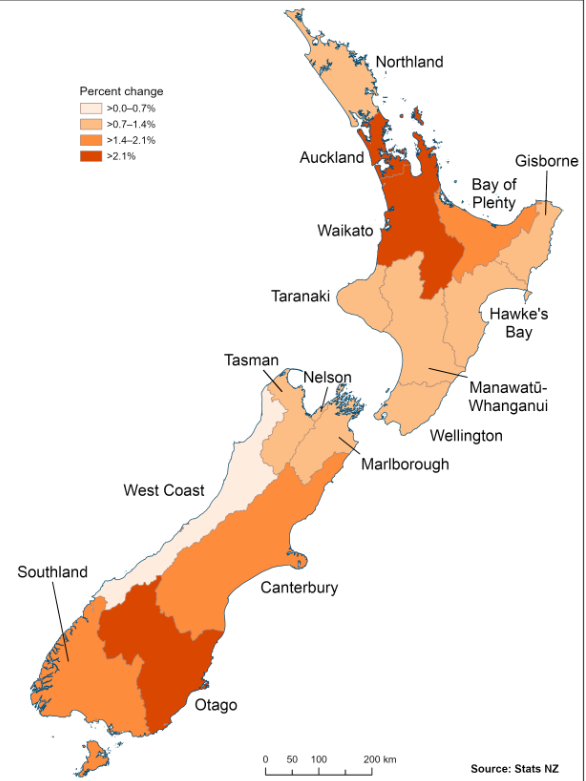 Northland
Percent change
>0.0–0.7%
>0.7–1.4%
>1.4–2.1%
>2.1%
Auckland
Gisborne
Bay of
Plenty
Waikato
Taranaki
Hawke's
Bay
Tasman
Nelson
Manawatū-
Whanganui
Wellington
Marlborough
West Coast
Southland
Canterbury
Otago
0 50 100 200 km
Source: Stats NZ